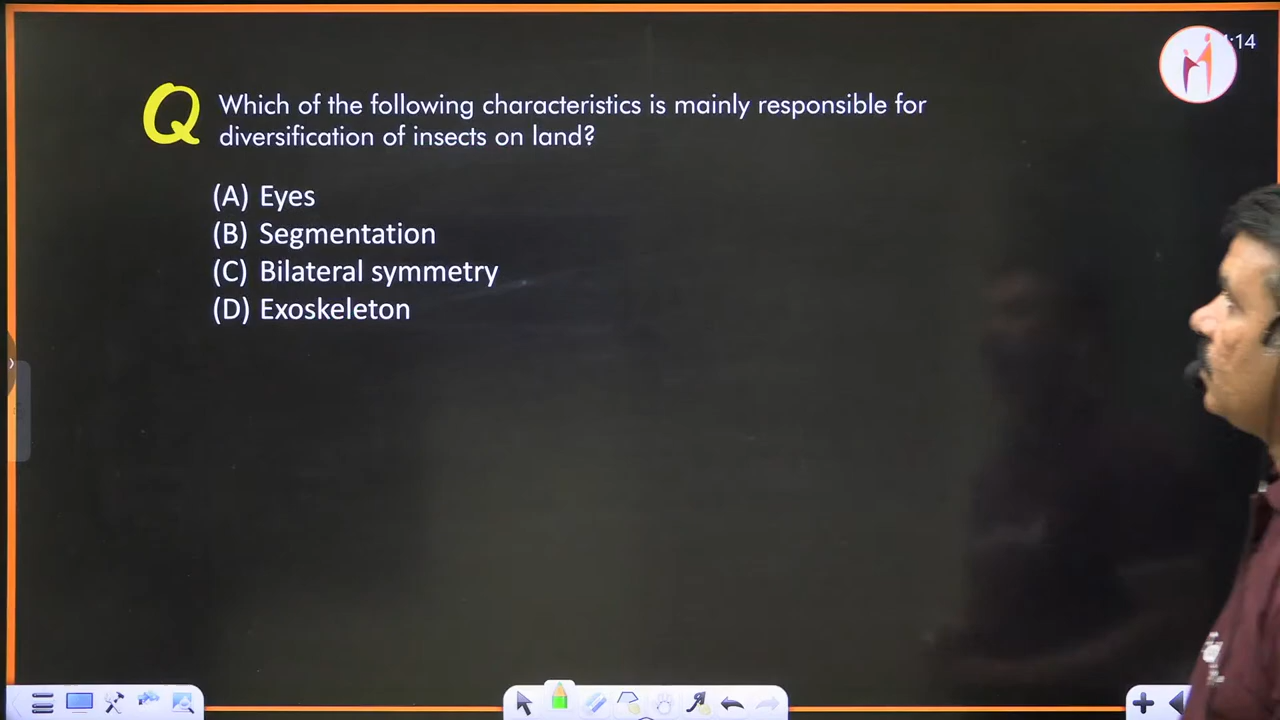 :14
Q Which of the following characteristics is mainly responsible for
diversification of insects on land?
(A) Eyes
(B) Segmentation
(C) Bilateral symmetry
(D) Exoskeleton